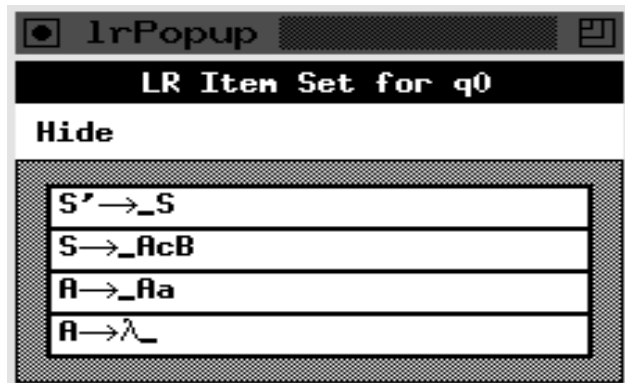 lrPopup
LR Item Set for q0
Hide
S'→_S
S→_AcB
A→_Aa
A→λ_